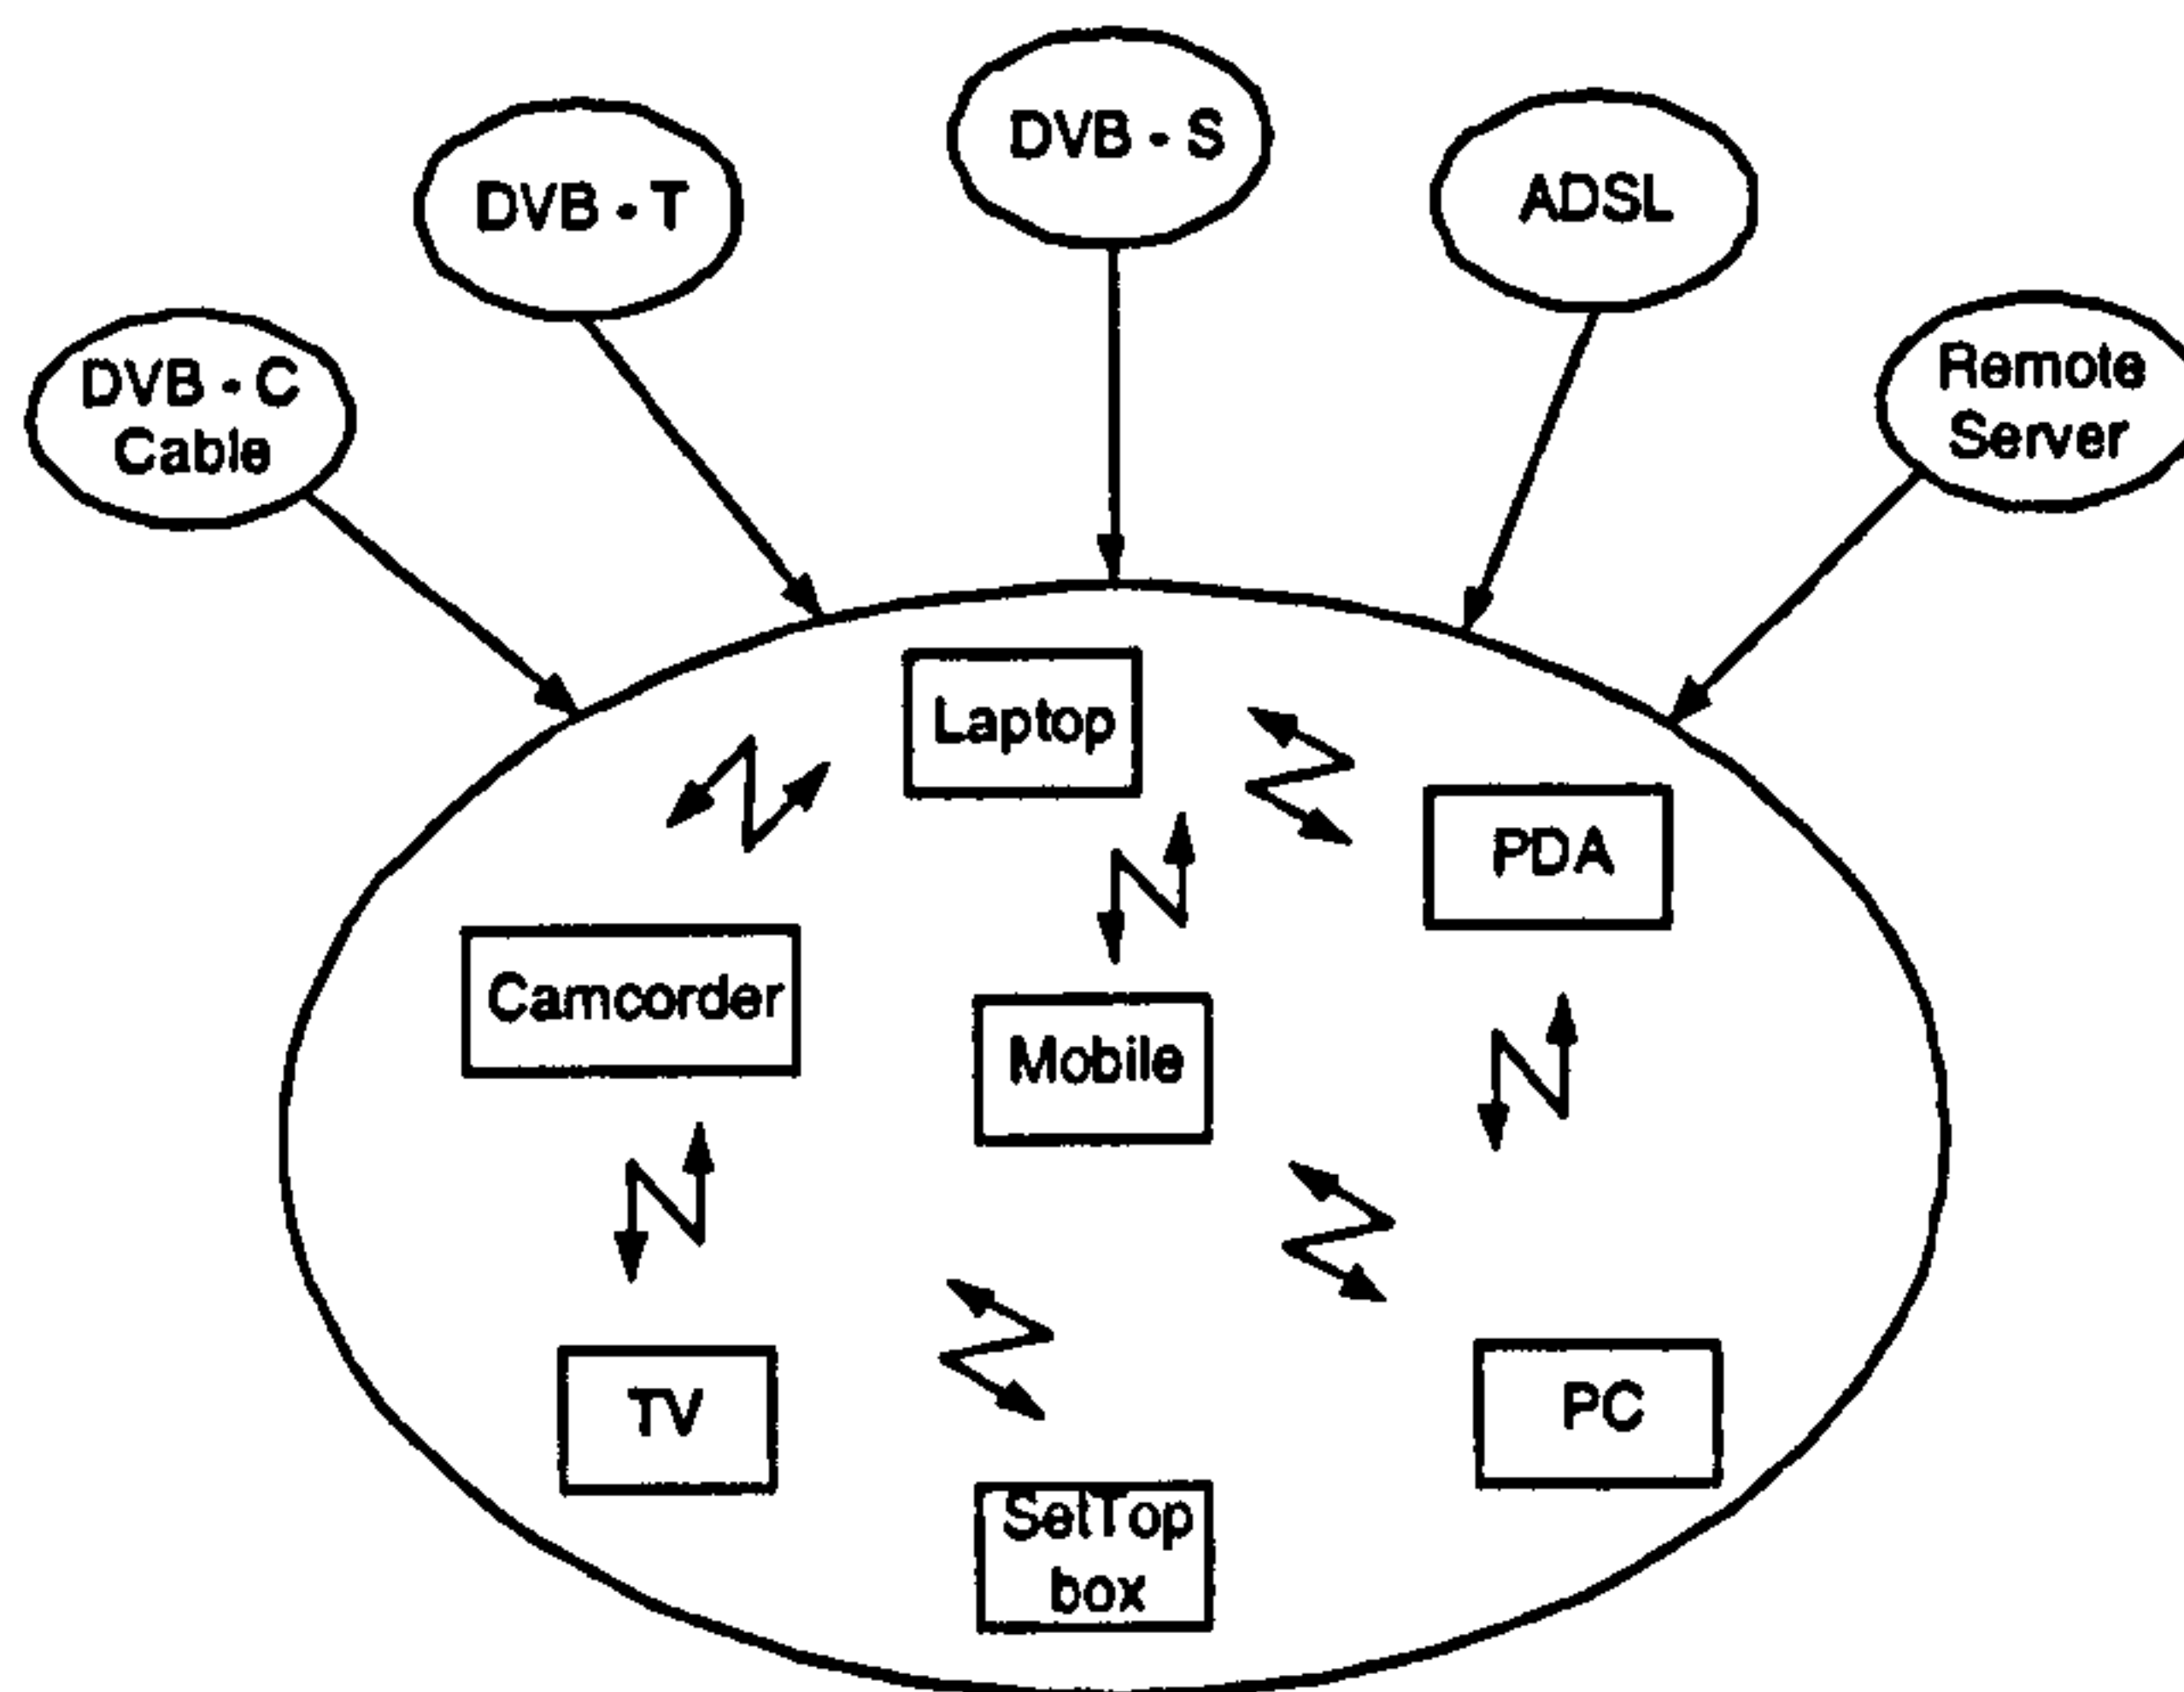 DVB • S
ADSL
DVB • T
Remote
Server
DVB • C
Cable
Laptop
PDA
Camcorder
Mobile
TV
PC
SetTop
box